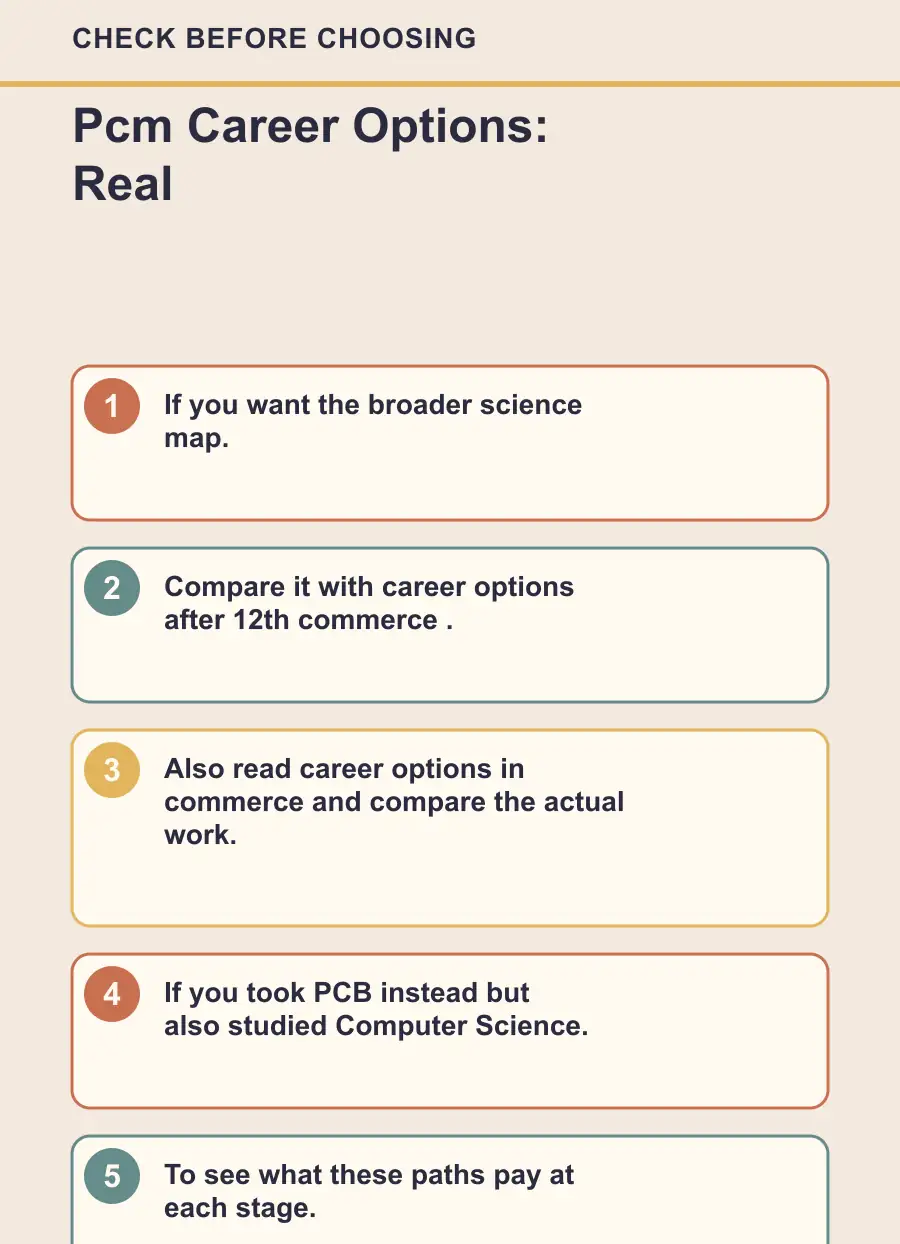 CHECK BEFORE CHOOSING
Pcm Career Options:
Real
1
If you want the broader science
map.
2
Compare it with career options
after 12th commerce .
3
Also read career options in
commerce and compare the actual
work.
4
If you took PCB instead but
also studied Computer Science.
5
To see what these paths pay at
each stage.